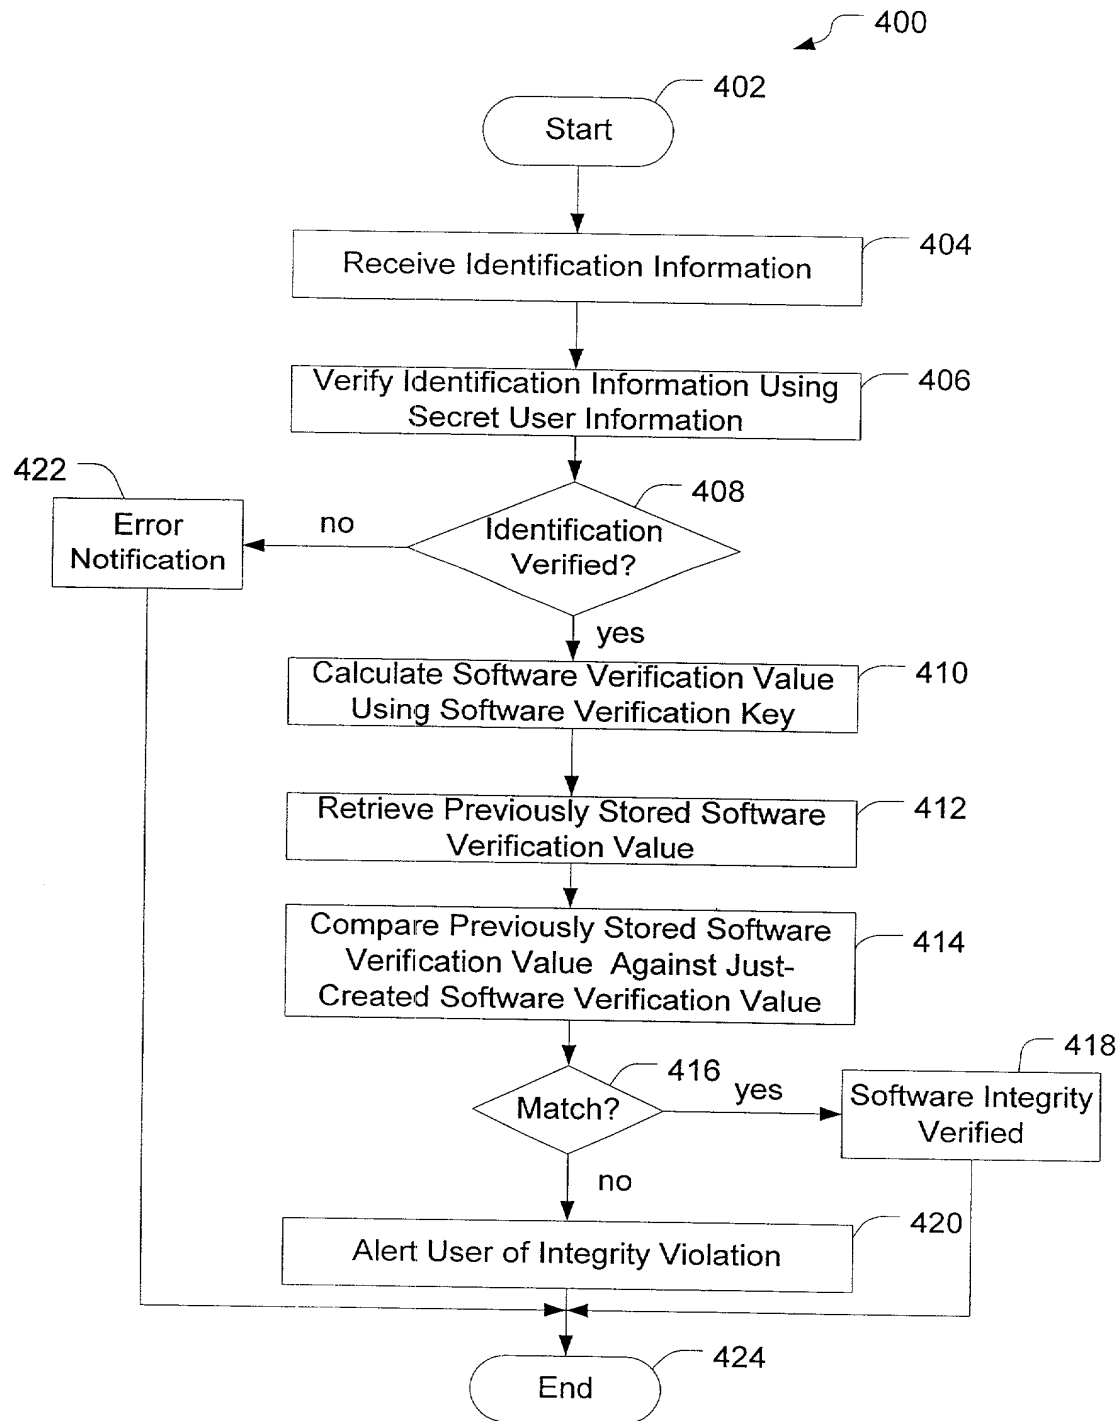 400
402
Start
404
Receive Identification Information
Verify Identification Information Using
Secret User Information
406
422
Error
Notification
no
408
Identification
Verified?
yes
Calculate Software Verification Value
Using Software Verification Key
410
Retrieve Previously Stored Software
Verification Value
412
Compare Previously Stored Software
Verification Value Against Just-
Created Software Verification Value
414
416
Match?
yes
418
Software Integrity
Verified
no
420
Alert User of Integrity Violation
424
End